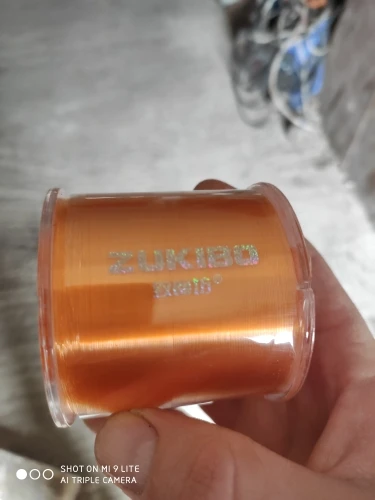 ZUKIBO
SHOT ON MI 9 LITE
AI TRIPLE CAMERA